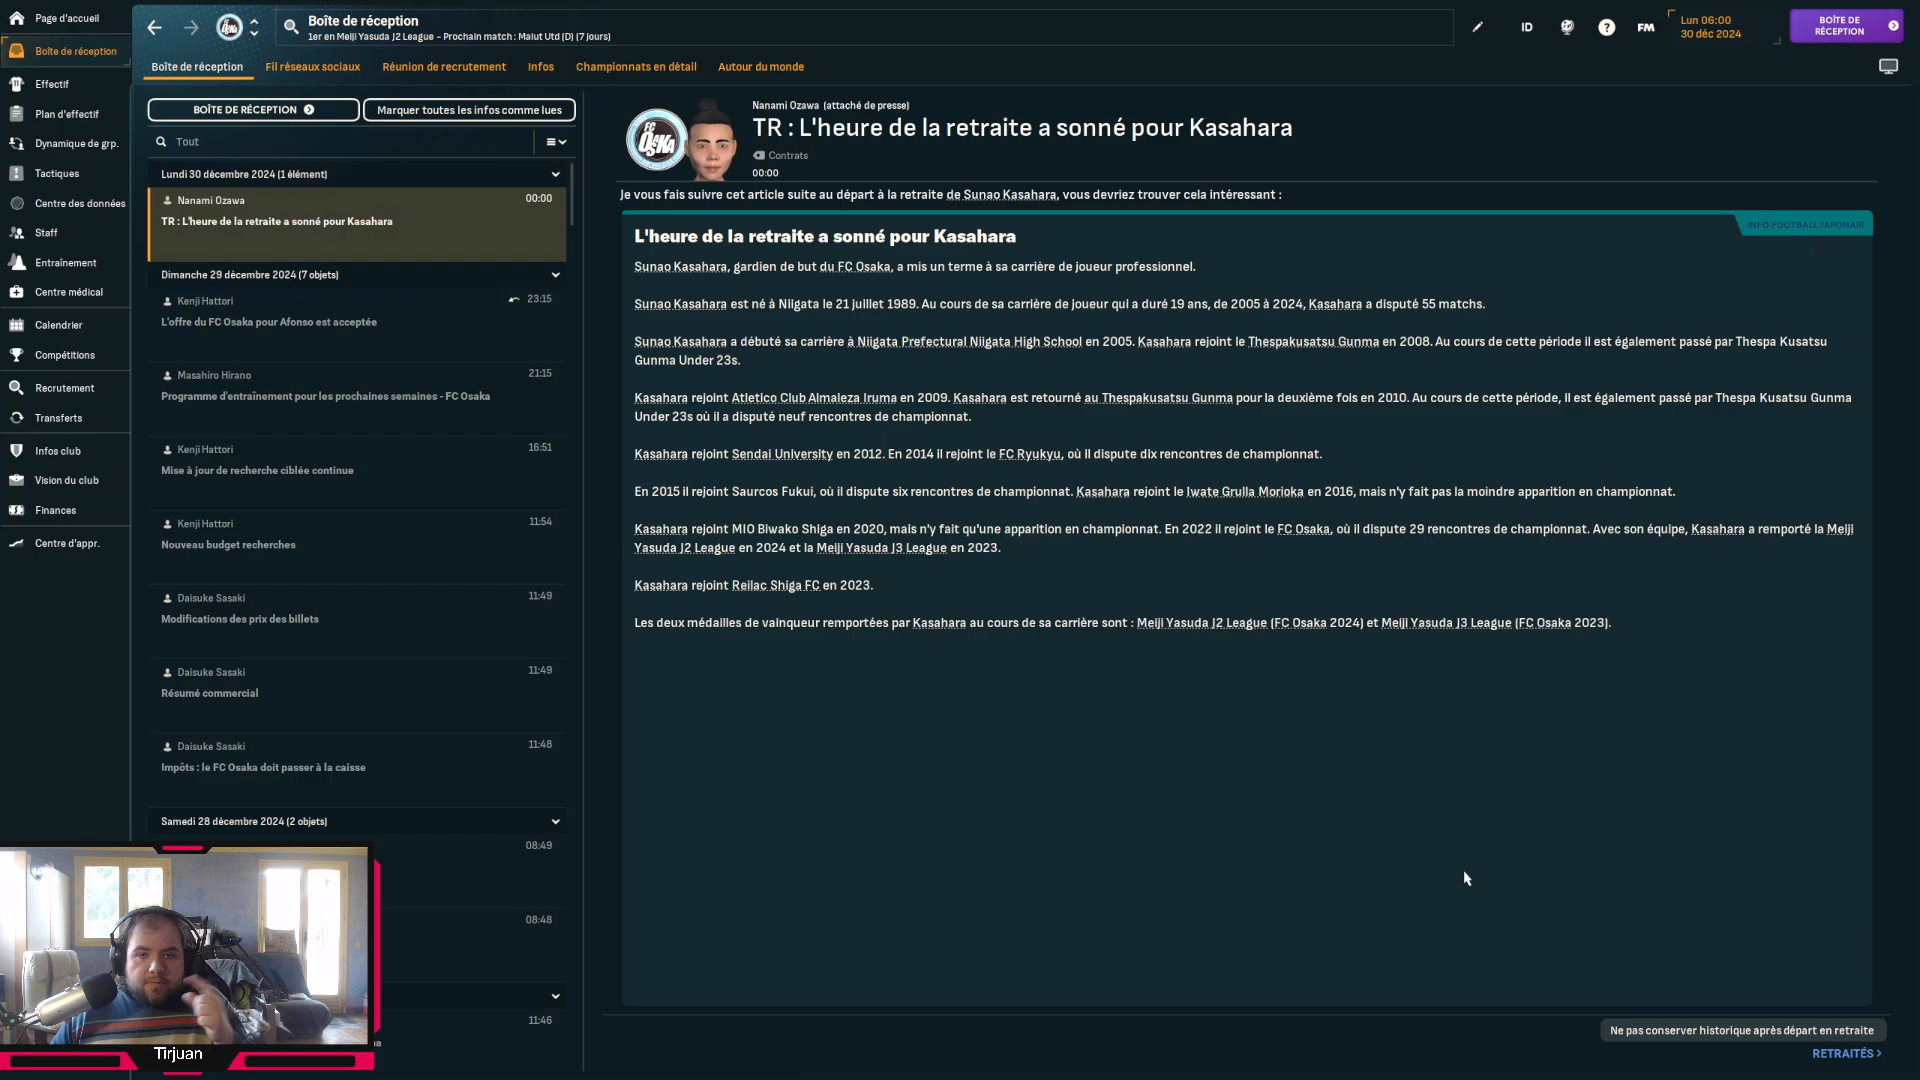 Page d'accueil
Boîte de réception
Effectif
Plan d'effectif
Dynamique de grp.
Tactiques
Centre des données
Staff
Entraînement
Centre médical
Calendrier
Compétitions
Recrutement
Transferts
Infos club
Vision du club
Finances
Centre d'appr.
Boîte de réception
1er en Meiji Yasuda J2 League - Prochain match : Malut Utd (D) (7 jours)
ID
FM
Lun 06:00
30 déc 2024
BOÎTE DE
RÉCEPTION
Boîte de réception
Fil réseaux sociaux
Réunion de recrutement
Infos
Championnats en détail
Autour du monde
BOÎTE DE RÉCEPTION
Marquer toutes les infos comme lues
Tout
Lundi 30 décembre 2024 (1 élément)
Nanami Ozawa 00:00
TR : L'heure de la retraite a sonné pour Kasahara
Dimanche 29 décembre 2024 (7 objets)
Kenji Hattori 23:15
L'offre du FC Osaka pour Afonso est acceptée
Masahiro Hirano 21:15
Programme d'entraînement pour les prochaines semaines - FC Osaka
Kenji Hattori 16:51
Mise à jour de recherche ciblée continue
Kenji Hattori 11:54
Nouveau budget recherches
Daisuke Sasaki 11:49
Modifications des prix des billets
Daisuke Sasaki 11:49
Résumé commercial
Daisuke Sasaki 11:48
Impôts : le FC Osaka doit passer à la caisse
Samedi 28 décembre 2024 (2 objets)
08:49
08:48
11:46
Tirjuan
FC
OSKA
Nanami Ozawa (attaché de presse)
TR : L'heure de la retraite a sonné pour Kasahara
Contrats
00:00
Je vous fais suivre cet article suite au départ à la retraite de Sunao Kasahara, vous devriez trouver cela intéressant :
INFO FOOTBALL JAPONAIS
L'heure de la retraite a sonné pour Kasahara
Sunao Kasahara, gardien de but du FC Osaka, a mis un terme à sa carrière de joueur professionnel.
Sunao Kasahara est né à Niigata le 21 juillet 1989. Au cours de sa carrière de joueur qui a duré 19 ans, de 2005 à 2024, Kasahara a disputé 55 matchs.
Sunao Kasahara a débuté sa carrière à Niigata Prefectural Niigata High School en 2005. Kasahara rejoint le Thespakusatsu Gunma en 2008. Au cours de cette période il est également passé par Thespa Kusatsu
Gunma Under 23s.
Kasahara rejoint Atletico Club Almaleza Iruma en 2009. Kasahara est retourné au Thespakusatsu Gunma pour la deuxième fois en 2010. Au cours de cette période, il est également passé par Thespa Kusatsu Gunma
Under 23s où il a disputé neuf rencontres de championnat.
Kasahara rejoint Sendai University en 2012. En 2014 il rejoint le FC Ryukyu, où il dispute dix rencontres de championnat.
En 2015 il rejoint Saurcos Fukui, où il dispute six rencontres de championnat. Kasahara rejoint le Iwate Grulla Morioka en 2016, mais n'y fait pas la moindre apparition en championnat.
Kasahara rejoint MIO Biwako Shiga en 2020, mais n'y fait qu'une apparition en championnat. En 2022 il rejoint le FC Osaka, où il dispute 29 rencontres de championnat. Avec son équipe, Kasahara a remporté la Meiji
Yasuda J2 League en 2024 et la Meiji Yasuda J3 League en 2023.
Kasahara rejoint Reilac Shiga FC en 2023.
Les deux médailles de vainqueur remportées par Kasahara au cours de sa carrière sont : Meiji Yasuda J2 League (FC Osaka 2024) et Meiji Yasuda J3 League (FC Osaka 2023).
Ne pas conserver historique après départ en retraite
RETRAITÉS